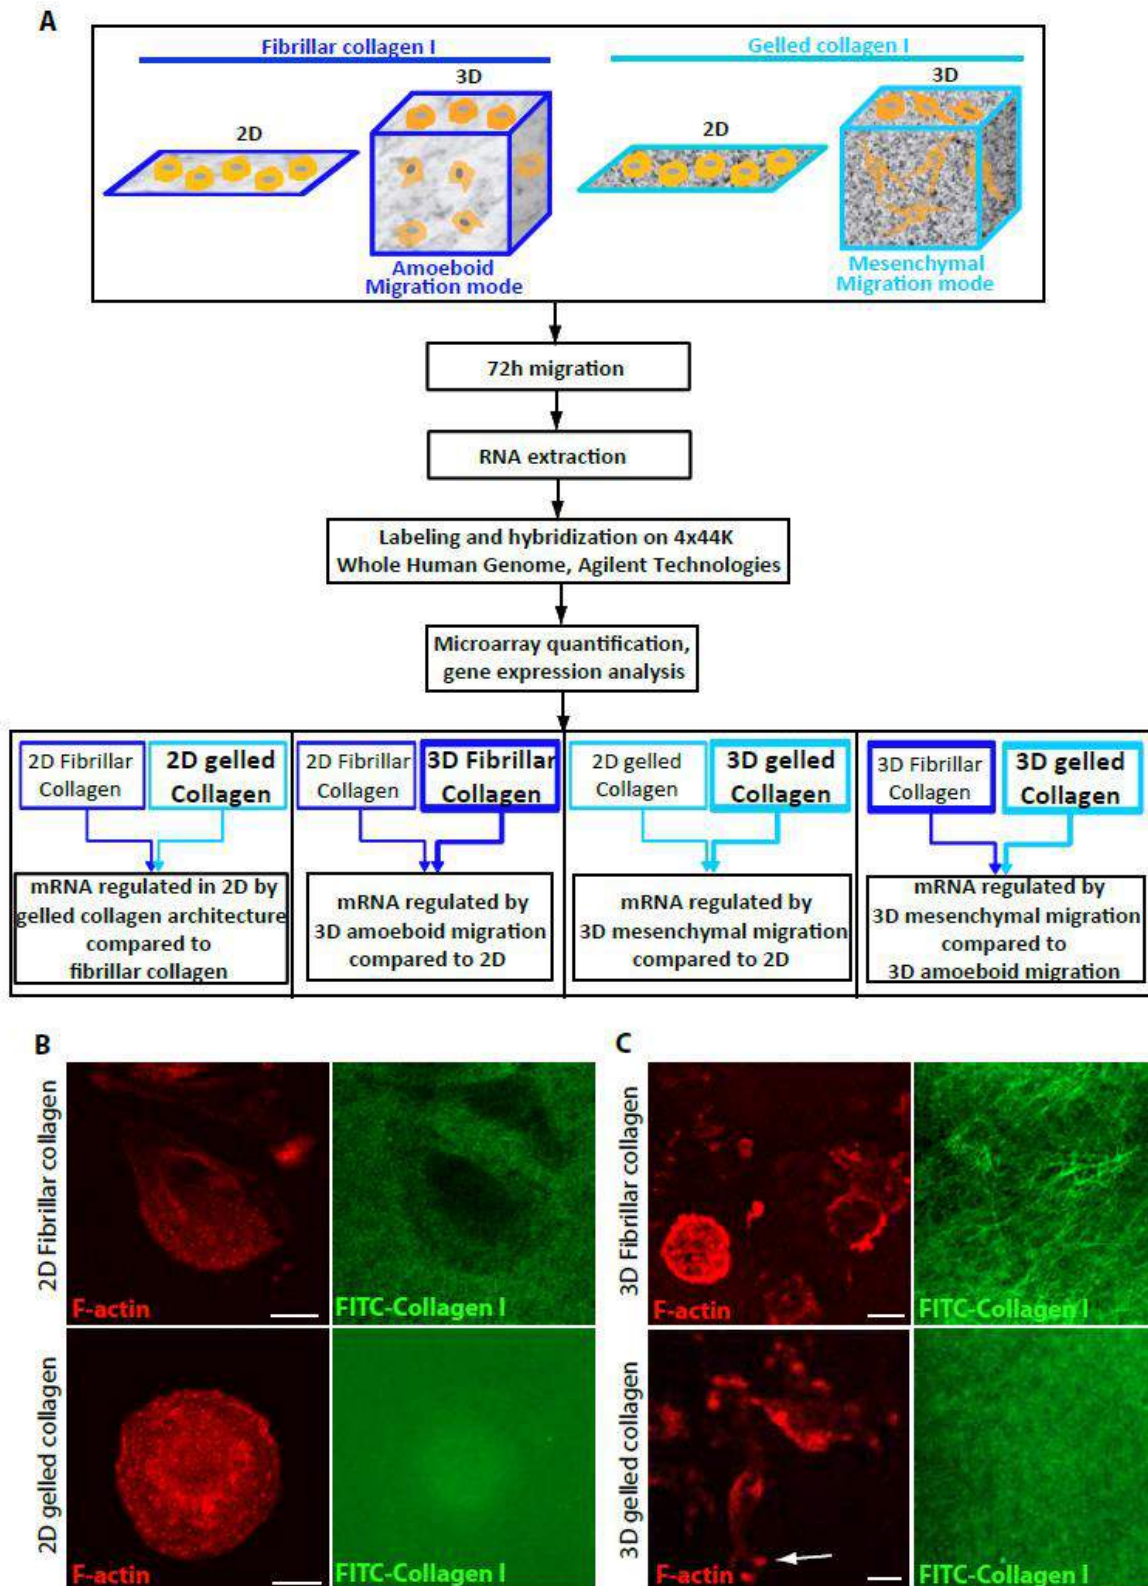 A
Fibrillar collagen I
Gelled collagen I
3D
3D
2D
2D
Amoeboid
Migration mode
Mesenchymal
Migration mode
72h migration
RNA extraction
Labeling and hybridization on 4x44K
Whole Human Genome, Agilent Technologies
Microarray quantification,
gene expression analysis
2D Fibrillar
Collagen
2D gelled
Collagen
2D Fibrillar
Collagen
3D Fibrillar
Collagen
2D gelled
Collagen
3D gelled
Collagen
3D Fibrillar
Collagen
3D gelled
Collagen
mRNA regulated in 2D by
gelled collagen architecture
compared to
fibrillar collagen
mRNA regulated by
3D amoeboid migration
compared to 2D
mRNA regulated by
3D mesenchymal migration
compared to 2D
mRNA regulated by
3D mesenchymal migration
compared to
3D amoeboid migration
B
2D Fibrillar collagen
F-actin
FITC-Collagen I
2D gelled collagen
F-actin
FITC-Collagen I
C
3D Fibrillar collagen
F-actin
FITC-Collagen I
3D gelled collagen
F-actin
FITC-Collagen I